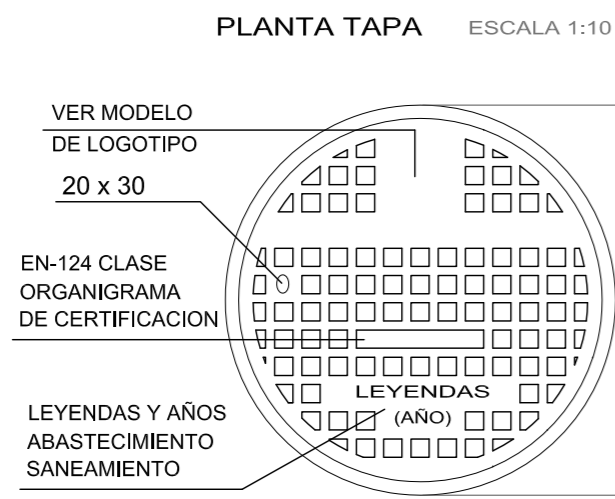 PLANTA TAPA ESCALA 1:10
VER MODELO
DE LOGOTIPO
20 x 30
EN-124 CLASE
ORGANIGRAMA
DE CERTIFICACION
LEYENDAS
(AÑO)
LEYENDAS Y AÑOS
ABASTECIMIENTO
SANEAMIENTO